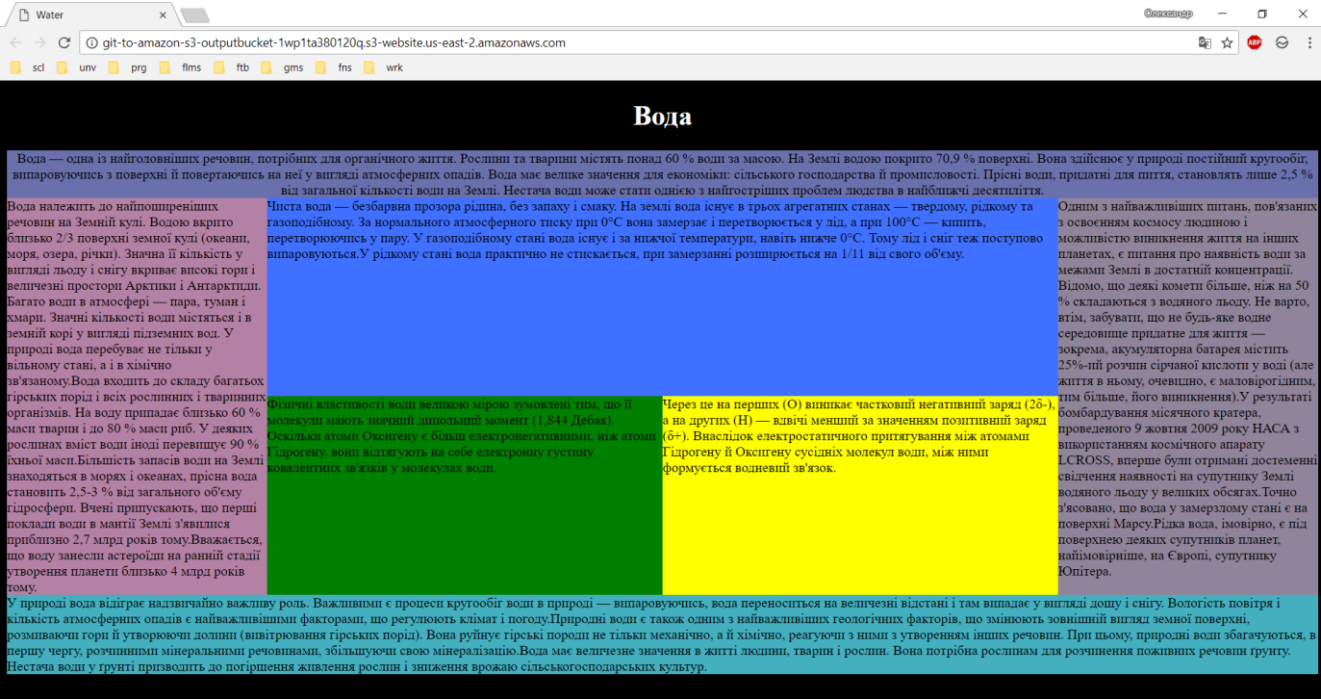 Water
Олександр
git-to-amazon-s3-outputbucket-1wp1ta380120q.s3-website.us-east-2.amazonaws.com
ABP
scl unv prg flms ftb gms fns wrk
Вода
Вода — одна із найголовніших речовин, потрібних для органічного життя. Рослини та тварини містять понад 60 % води за масою. На Землі водою покрито 70,9 % поверхні. Вона здійснює у природі постійний кругообіг,
випаровуючись з поверхні й повертаючись на неї у вигляді атмосферних опадів. Вода має велике значення для економіки: сільського господарства й промисловості. Прісні води, придатні для пиття, становлять лише 2,5 %
від загальної кількості води на Землі. Нестача води може стати однією з найгостріших проблем людства в найближчі десятиліття.
Вода належить до найпоширеніших
речовин на Земній кулі. Водою вкрито
близько 2/3 поверхні земної кулі (океани,
моря, озера, річки). Значна її кількість у
вигляді льоду і снігу вкриває високі гори і
величезні простори Арктики і Антарктиди.
Багато води в атмосфері — пара, туман і
хмари. Значні кількості води містяться і в
земній корі у вигляді підземних вод. У
природі вода перебуває не тільки у
вільному стані, а і в хімічно
зв'язаному.Вода входить до складу багатьох
гірських порід і всіх рослинних і тваринних
організмів. На воду припадає близько 60 %
маси тварин і до 80 % маси риб. У деяких
рослинах вміст води іноді перевищує 90 %
їхньої маси.Більшість запасів води на Землі
знаходяться в морях і океанах, прісна вода
становить 2,5-3 % від загального об'єму
гідросфери. Вчені припускають, що перші
поклади води в мантії Землі з'явилися
приблизно 2,7 млрд років тому.Вважається,
що воду занесли астероїди на ранній стадії
утворення планети близько 4 млрд років
тому.
Чиста вода — безбарвна прозора рідина, без запаху і смаку. На землі вода існує в трьох агрегатних станах — твердому, рідкому та
газоподібному. За нормального атмосферного тиску при 0°C вона замерзає і перетворюється у лід, а при 100°C — кипить,
перетворюючись у пару. У газоподібному стані вода існує і за нижчої температури, навіть нижче 0°C. Тому лід і сніг теж поступово
випаровуються.У рідкому стані вода практично не стискається, при замерзанні розширюється на 1/11 від свого об'єму.
Фізичні властивості води великою мірою зумовлені тим, що її
молекули мають значний дипольний момент (1,844 Дебая).
Оскільки атоми Оксигену є більш електронегативними, ніж атоми
Гідрогену, вони відтягують на себе електронну густину
ковалентних зв'язків у молекулах води.
Через це на перших (O) виникає частковий негативний заряд (2δ-),
а на других (H) — вдвічі менший за значенням позитивний заряд
(δ+). Внаслідок електростатичного притягування між атомами
Гідрогену й Оксигену сусідніх молекул води, між ними
формується водневий зв'язок.
Одним з найважливіших питань, пов'язаних
з освоєнням космосу людиною і
можливістю виникнення життя на інших
планетах, є питання про наявність води за
межами Землі в достатній концентрації.
Відомо, що деякі комети більше, ніж на 50
% складаються з водяного льоду. Не варто,
втім, забувати, що не будь-яке водне
середовище придатне для життя —
зокрема, акумуляторна батарея містить
25%-ий розчин сірчаної кислоти у воді (але
життя в ньому, очевидно, є маловірогідним,
тим більше, його виникнення).У результаті
бомбардування місячного кратера,
проведеного 9 жовтня 2009 року НАСА з
використанням космічного апарату
LCROSS, вперше були отримані достеменні
свідчення наявності на супутнику Землі
водяного льоду у великих обсягах.Точно
з'ясовано, що вода у замерзлому стані є на
поверхні Марсу.Рідка вода, імовірно, є під
поверхнею деяких супутників планет,
найімовірніше, на Європі, супутнику
Юпітера.
У природі вода відіграє надзвичайно важливу роль. Важливими є процеси кругообіг води в природі — випаровуючись, вода переноситься на величезні відстані і там випадає у вигляді дощу і снігу. Вологість повітря і
кількість атмосферних опадів є найважливішими факторами, що регулюють клімат і погоду.Природні води є також одним з найважливіших геологічних факторів, що змінюють зовнішній вигляд земної поверхні,
розмиваючи гори й утворюючи долини (вивітрювання гірських порід). Вона руйнує гірські породи не тільки механічно, а й хімічно, реагуючи з ними з утворенням інших речовин. При цьому, природні води збагачуються, в
першу чергу, розчинними мінеральними речовинами, збільшуючи свою мінералізацію.Вода має величезне значення в житті людини, тварин і рослин. Вона потрібна рослинам для розчинення поживних речовин ґрунту.
Нестача води у ґрунті призводить до погіршення живлення рослин і зниження врожаю сільськогосподарських культур.